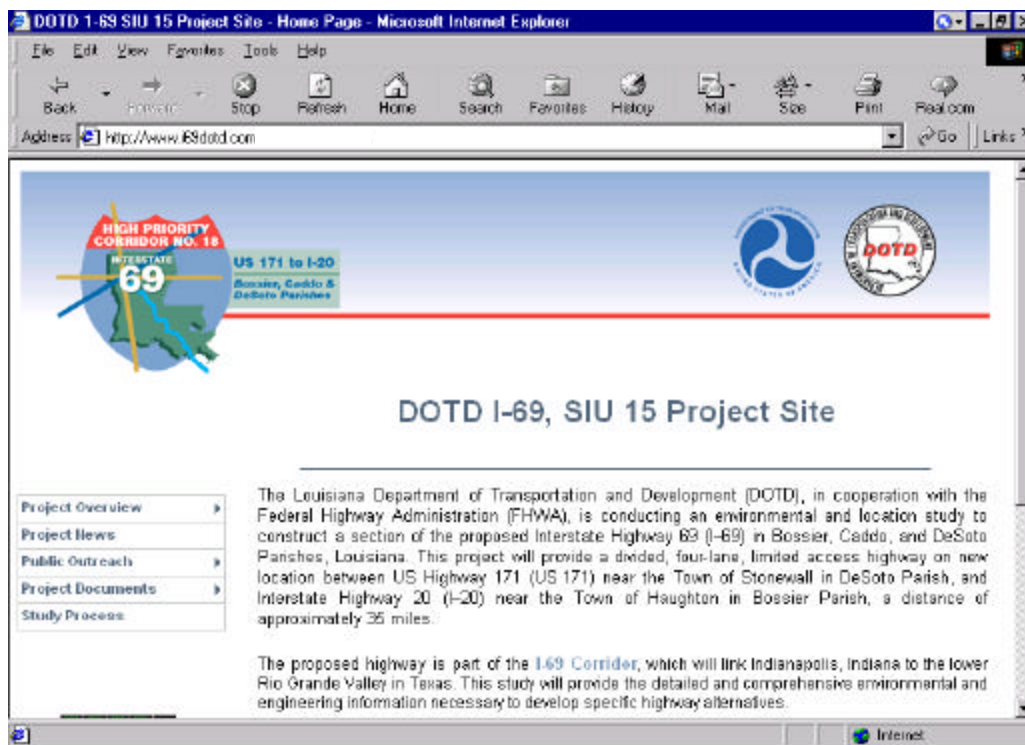 DOTD 1-69 SIU 15 Project Site - Home Page - Microsoft Internet Explorer
File Edit View Favorites Tools Help
Back Forward Stop Refresh Home Search Favorites History Mail Size Print Real.com
Address http://www.i69dotd.com Go Links
HIGH PRIORITY
CORRIDOR NO. 18
INTERSTATE
69
US 171 to I-20
Bossier, Caddo &
DeSoto Parishes
DOTD
DOTD I-69, SIU 15 Project Site
Project Overview
Project News
Public Outreach
Project Documents
Study Process
The Louisiana Department of Transportation and Development (DOTD), in cooperation with the
Federal Highway Administration (FHWA), is conducting an environmental and location study to
construct a section of the proposed Interstate Highway 69 (I-69) in Bossier, Caddo, and DeSoto
Parishes, Louisiana. This project will provide a divided, four-lane, limited access highway on new
location between US Highway 171 (US 171) near the Town of Stonewall in DeSoto Parish, and
Interstate Highway 20 (I-20) near the Town of Haughton in Bossier Parish, a distance of
approximately 35 miles.
The proposed highway is part of the I-69 Corridor, which will link Indianapolis, Indiana to the lower
Rio Grande Valley in Texas. This study will provide the detailed and comprehensive environmental and
engineering information necessary to develop specific highway alternatives.
Internet